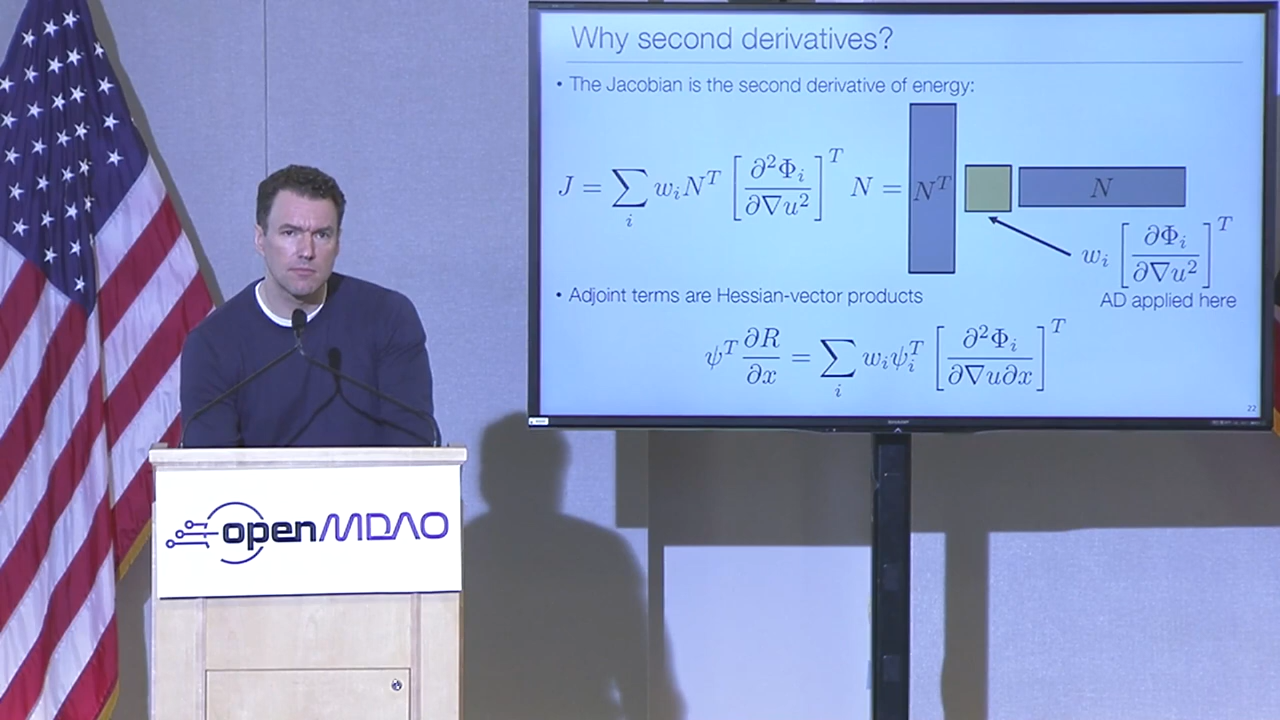 Why second derivatives?
• The Jacobian is the second derivative of energy:
J = ∑_i w_i N^T [∂²Φ_i / ∂∇u²]^T N = N^T N
w_i [∂Φ_i / ∂∇u²]^T
AD applied here
• Adjoint terms are Hessian-vector products
ψ^T ∂R/∂x = ∑_i w_i ψ_i^T [∂²Φ_i / ∂∇u∂x]^T
22
SHARP
openMDAO